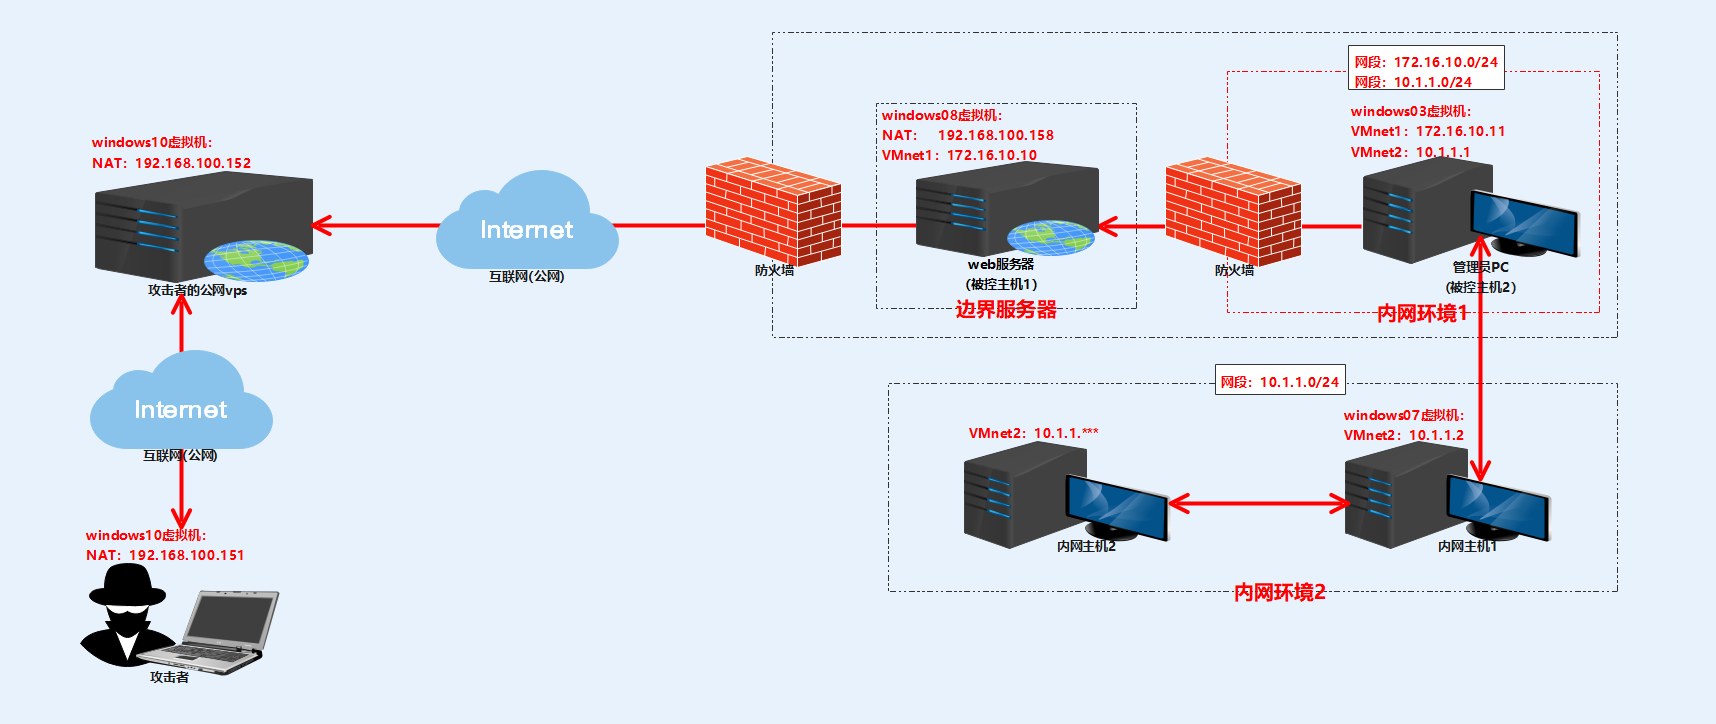 网段：172.16.10.0/24
网段：10.1.1.0/24
windows08虚拟机：
NAT： 192.168.100.158
VMnet1：172.16.10.10
windows03虚拟机：
VMnet1：172.16.10.11
VMnet2：10.1.1.1
windows10虚拟机：
NAT：192.168.100.152
Internet
互联网(公网)
防火墙
web服务器
(被控主机1)
边界服务器
防火墙
管理员PC
(被控主机2)
内网环境1
攻击者的公网vps
Internet
互联网(公网)
网段：10.1.1.0/24
VMnet2：10.1.1.***
windows07虚拟机：
VMnet2：10.1.1.2
内网主机2
内网主机1
内网环境2
windows10虚拟机：
NAT：192.168.100.151
攻击者